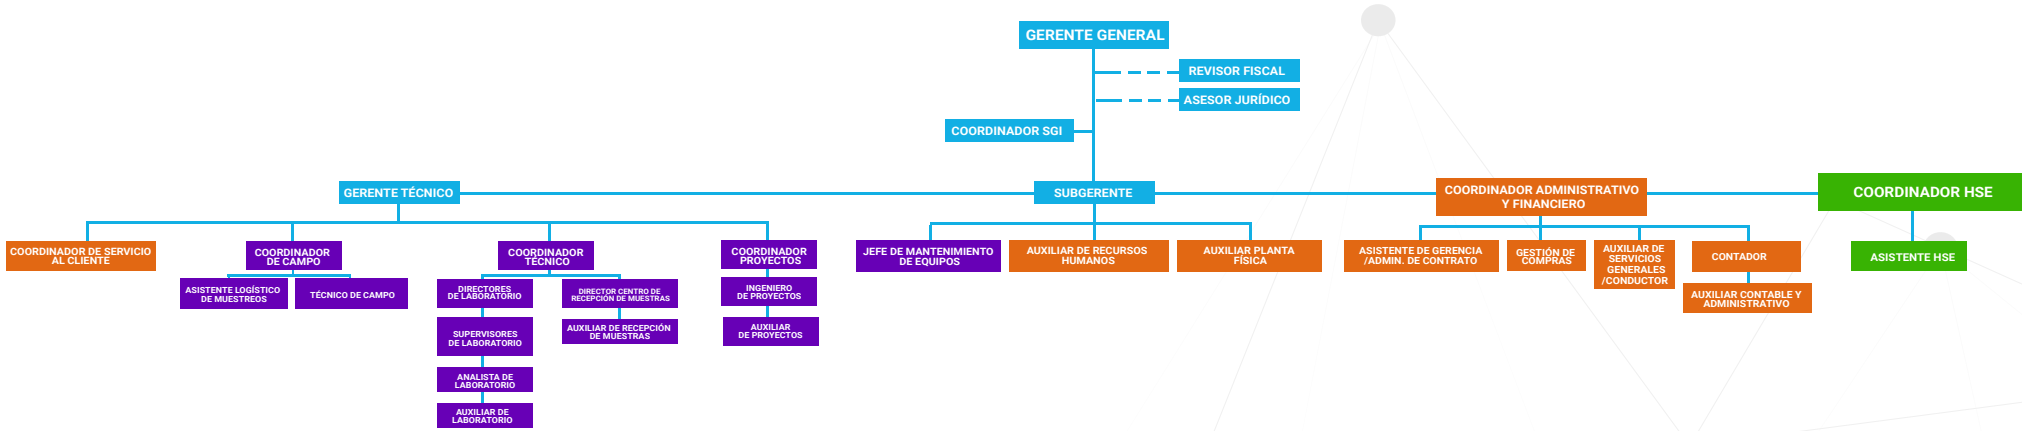 GERENTE GENERAL
REVISOR FISCAL
ASESOR JURÍDICO
COORDINADOR SGI
GERENTE TÉCNICO
SUBGERENTE
COORDINADOR ADMINISTRATIVO
Y FINANCIERO
COORDINADOR HSE
COORDINADOR DE SERVICIO
AL CLIENTE
COORDINADOR
DE CAMPO
ASISTENTE LOGÍSTICO
DE MUESTREOS
TÉCNICO DE CAMPO
COORDINADOR
TÉCNICO
DIRECTORES
DE LABORATORIO
SUPERVISORES
DE LABORATORIO
ANALISTA DE
LABORATORIO
AUXILIAR DE
LABORATORIO
DIRECTOR CENTRO DE
RECEPCIÓN DE MUESTRAS
AUXILIAR DE RECEPCIÓN
DE MUESTRAS
COORDINADOR
PROYECTOS
INGENIERO
DE PROYECTOS
AUXILIAR
DE PROYECTOS
JEFE DE MANTENIMIENTO
DE EQUIPOS
AUXILIAR DE RECURSOS
HUMANOS
AUXILIAR PLANTA
FÍSICA
ASISTENTE DE GERENCIA
/ADMIN. DE CONTRATO
GESTIÓN DE
COMPRAS
AUXILIAR DE
SERVICIOS
GENERALES
/CONDUCTOR
CONTADOR
AUXILIAR CONTABLE Y
ADMINISTRATIVO
ASISTENTE HSE